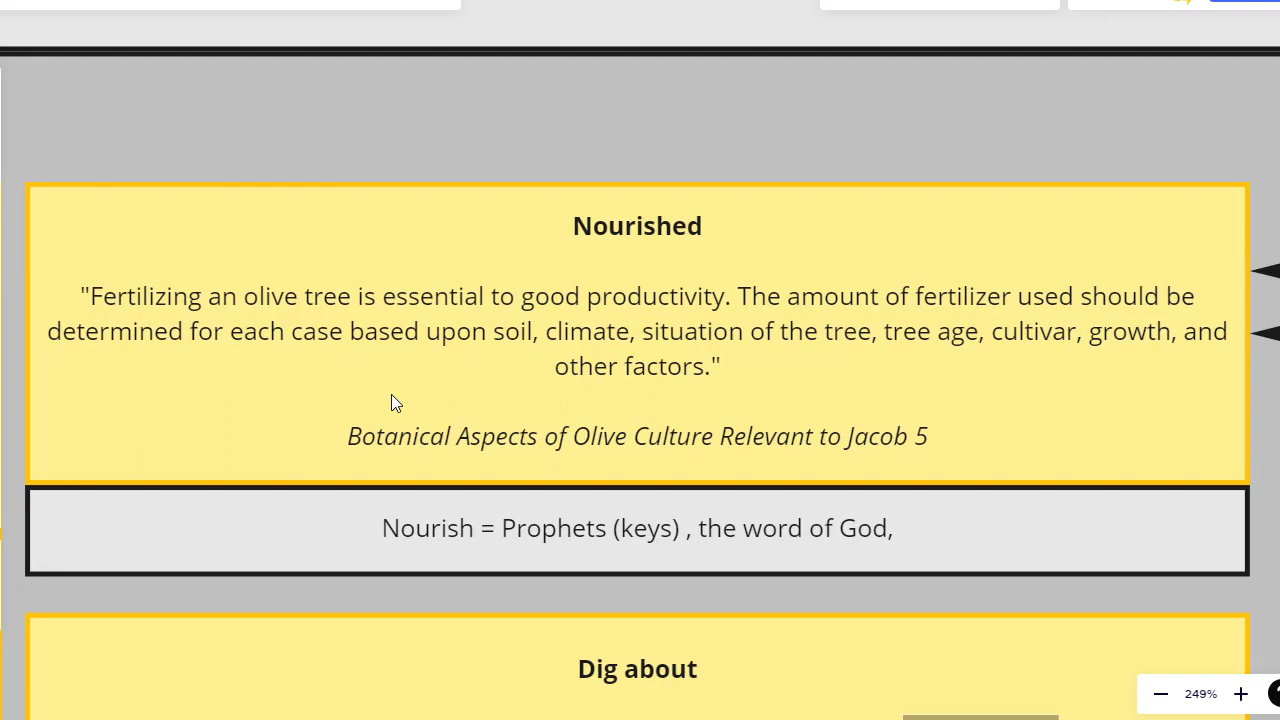 Nourished
"Fertilizing an olive tree is essential to good productivity. The amount of fertilizer used should be
determined for each case based upon soil, climate, situation of the tree, tree age, cultivar, growth, and
other factors."
Botanical Aspects of Olive Culture Relevant to Jacob 5
Nourish = Prophets (keys) , the word of God,
Dig about
249%